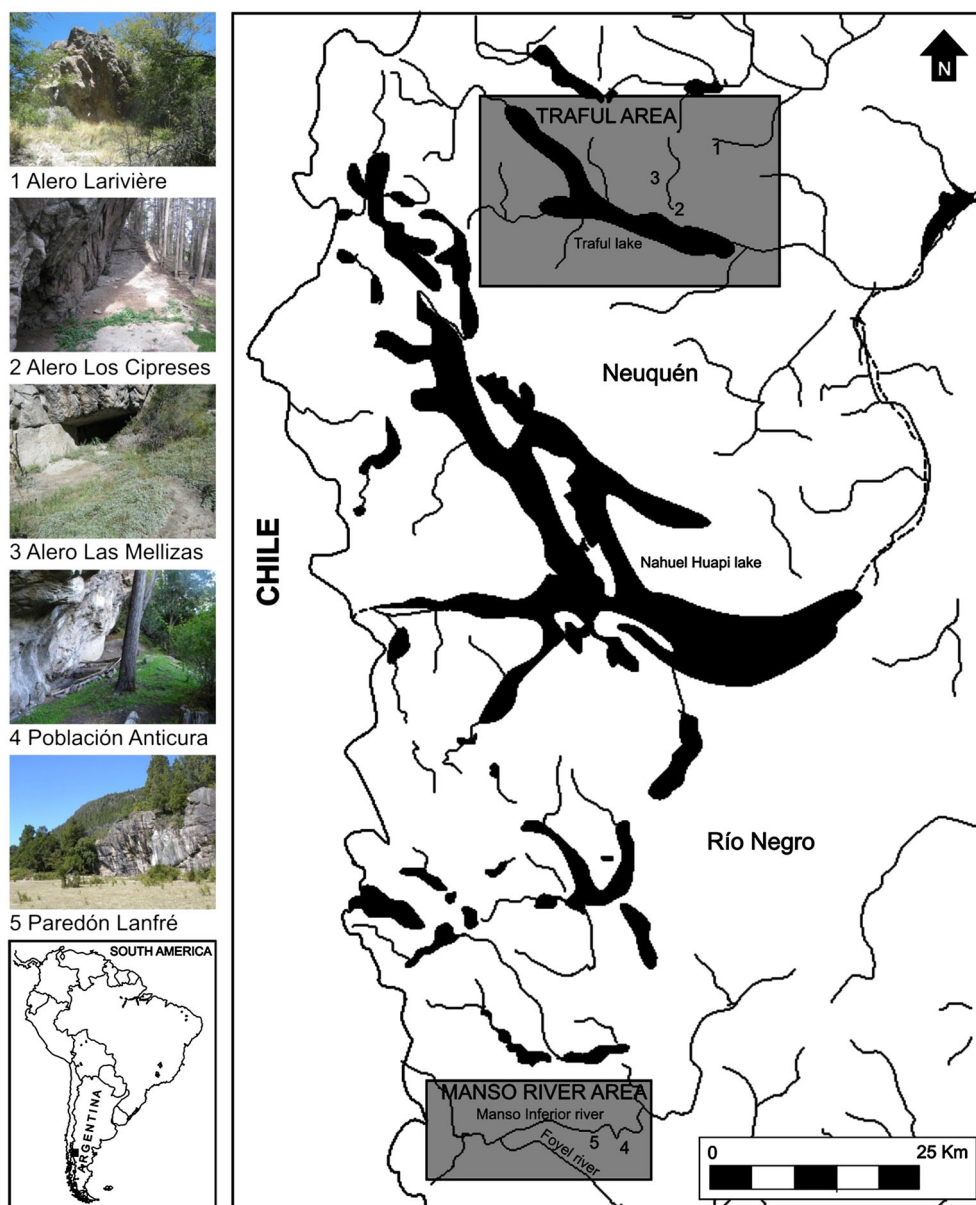 1 Alero Larivière
2 Alero Los Cipreses
3 Alero Las Mellizas
4 Población Anticura
5 Paredón Lanfré
SOUTH AMERICA
ARGENTINA
N
TRAFUL AREA
1
3
2
Traful lake
Neuquén
CHILE
Nahuel Huapi lake
Río Negro
MANSO RIVER AREA
Manso Inferior river
5 4
Foyel river
0 25 Km